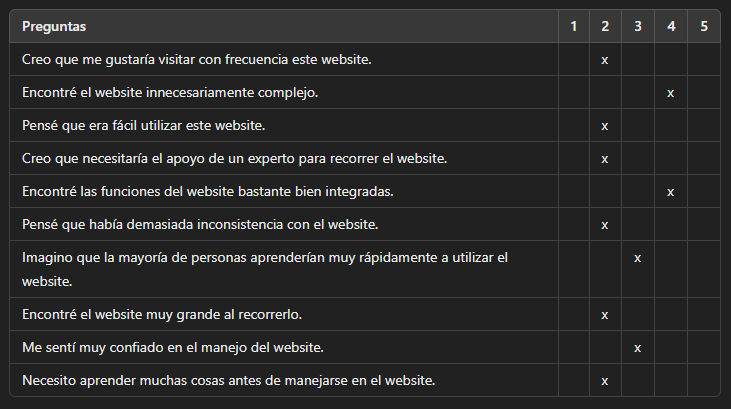 Preguntas 1 2 3 4 5
Creo que me gustaría visitar con frecuencia este website. x
Encontré el website innecesariamente complejo. x
Pensé que era fácil utilizar este website. x
Creo que necesitaría el apoyo de un experto para recorrer el website. x
Encontré las funciones del website bastante bien integradas. x
Pensé que había demasiada inconsistencia con el website. x
Imagino que la mayoría de personas aprenderían muy rápidamente a utilizar el x
website.
Encontré el website muy grande al recorrerlo. x
Me sentí muy confiado en el manejo del website. x
Necesito aprender muchas cosas antes de manejarse en el website. x